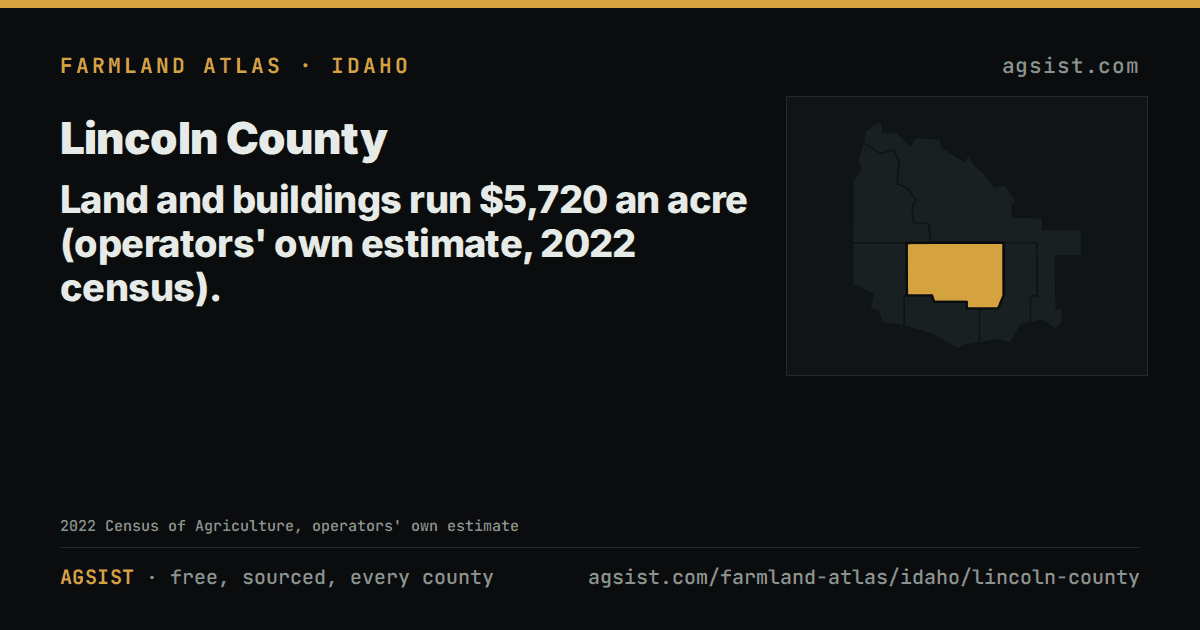 FARMLAND ATLAS · IDAHO
agsist.com
Lincoln County
Land and buildings run $5,720 an acre
(operators' own estimate, 2022
census).
2022 Census of Agriculture, operators' own estimate
AGSIST · free, sourced, every county
agsist.com/farmland-atlas/idaho/lincoln-county